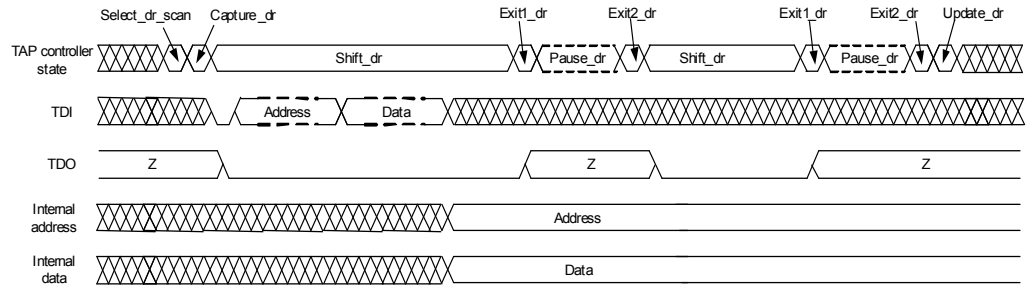 Select_dr_scan
Capture_dr
Exit1_dr
Exit2_dr
Exit1_dr
Exit2_dr
Update_dr
TAP controller
state
Shift_dr
Pause_dr
Shift_dr
Pause_dr
TDI
Address
Data
TDO
Z
Z
Z
Internal
address
Address
Internal
data
Data